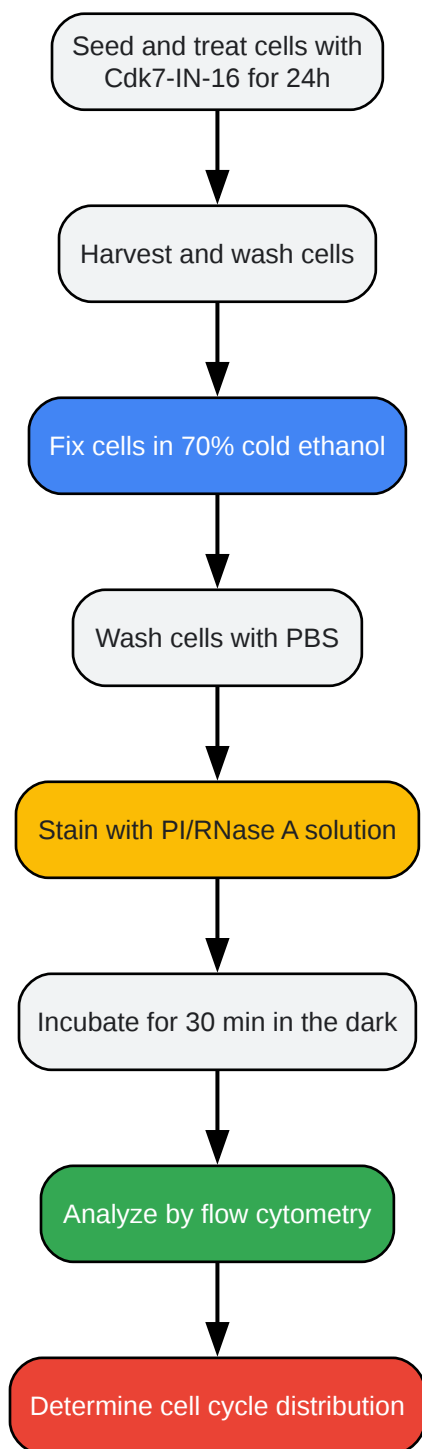 Seed and treat cells with
Cdk7-IN-16 for 24h
Harvest and wash cells
Fix cells in 70% cold ethanol
Wash cells with PBS
Stain with PI/RNase A solution
Incubate for 30 min in the dark
Analyze by flow cytometry
Determine cell cycle distribution